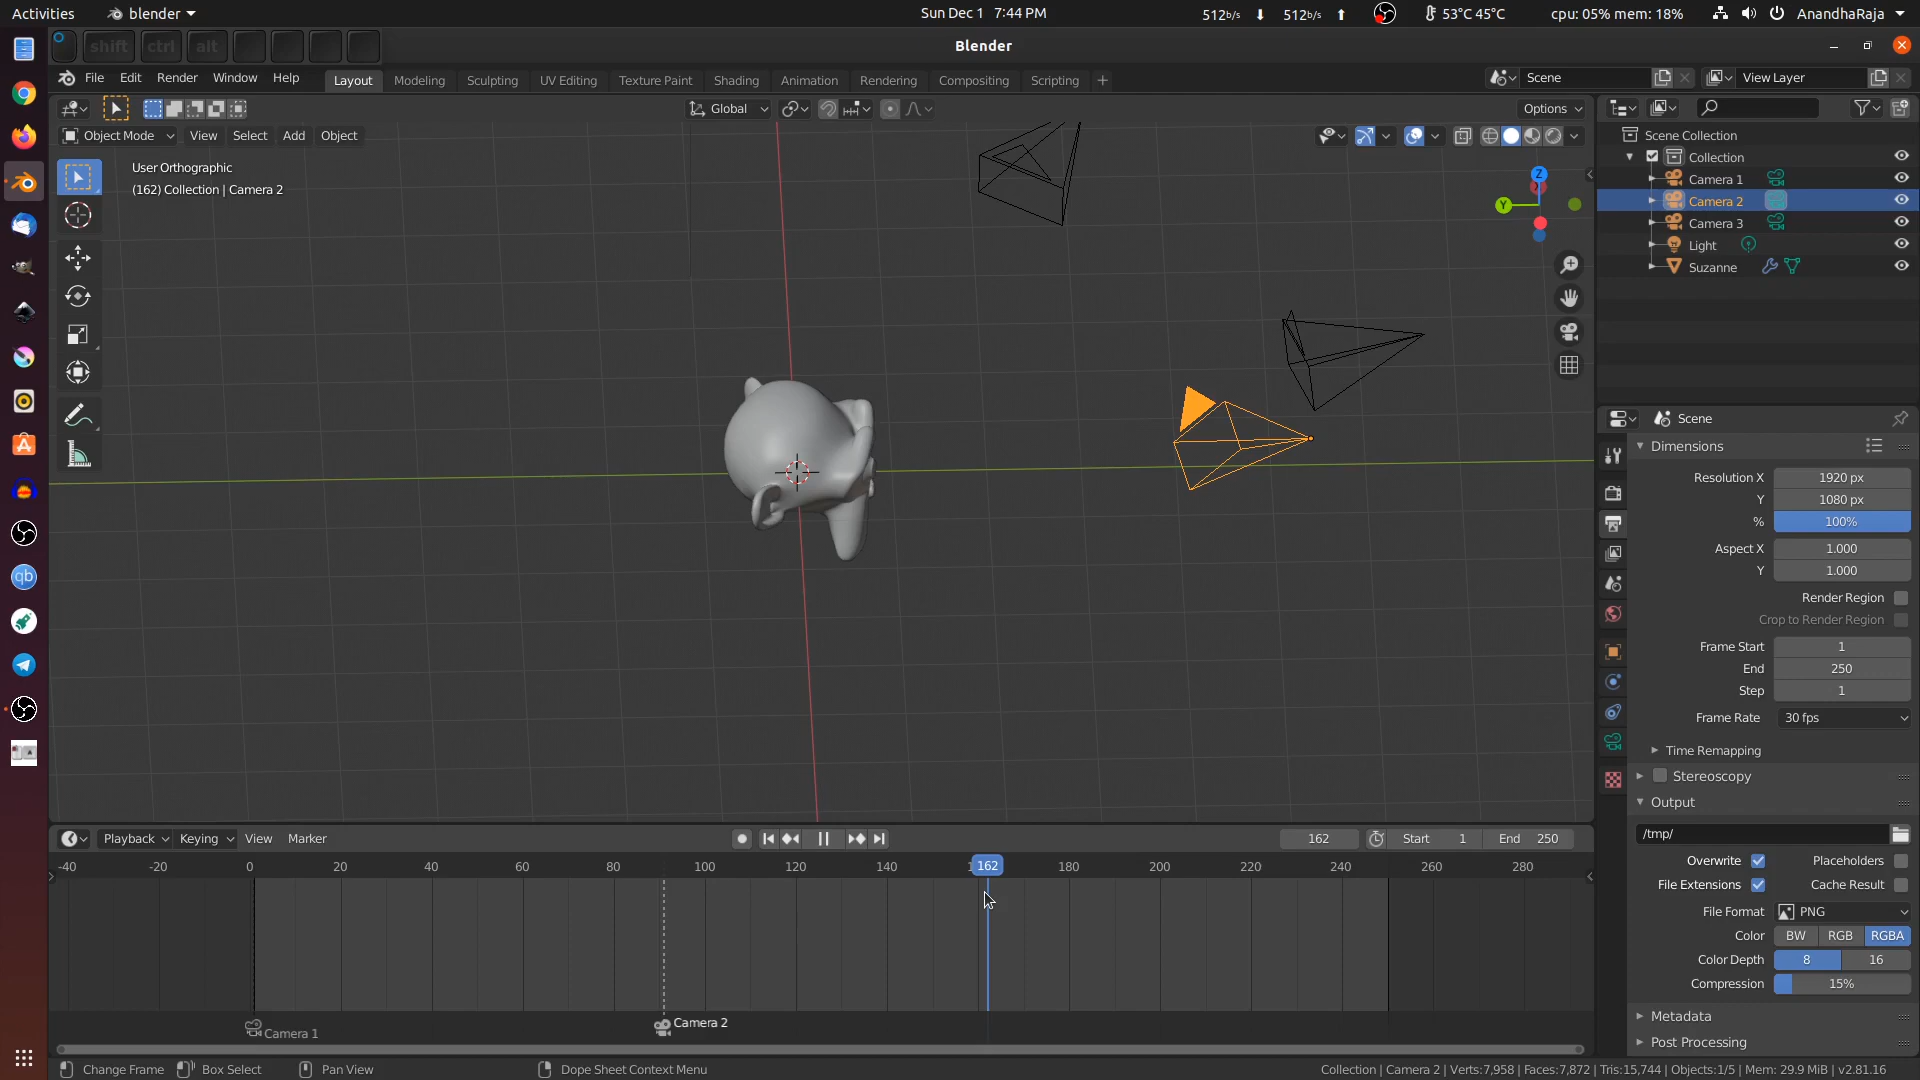 Activities blender Sun Dec 1 7:44 PM 512b/s 512b/s 53°C 45°C cpu: 05% mem: 18% AnandhaRaja
shift ctrl alt Blender
File Edit Render Window Help Layout Modeling Sculpting UV Editing Texture Paint Shading Animation Rendering Compositing Scripting + Scene View Layer
Global Options
Object Mode View Select Add Object
User Orthographic
(162) Collection | Camera 2
Z
Y
Scene Collection
Collection
Camera 1
Camera 2
Camera 3
Light
Suzanne
Scene
Dimensions
Resolution X 1920 px
Y 1080 px
% 100%
Aspect X 1.000
Y 1.000
Render Region
Crop to Render Region
Frame Start 1
End 250
Step 1
Frame Rate 30 fps
Time Remapping
Stereoscopy
Output
/tmp/
Overwrite Placeholders
File Extensions Cache Result
File Format PNG
Color BW RGB RGBA
Color Depth 8 16
Compression 15%
Metadata
Post Processing
Playback Keying View Marker 162 Start 1 End 250
-40 -20 0 20 40 60 80 100 120 140 162 180 200 220 240 260 280
Camera 1 Camera 2
qb
Change Frame Box Select Pan View Dope Sheet Context Menu Collection | Camera 2 | Verts:7,958 | Faces:7,872 | Tris:15,744 | Objects:1/5 | Mem: 29.9 MiB | v2.81.16